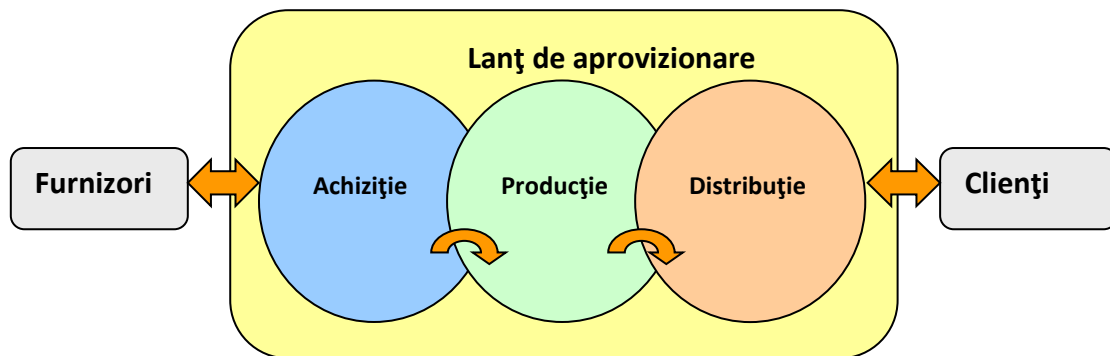 Lanţ de aprovizionare
Furnizori
Achiziţie
Producţie
Distribuţie
Clienţi